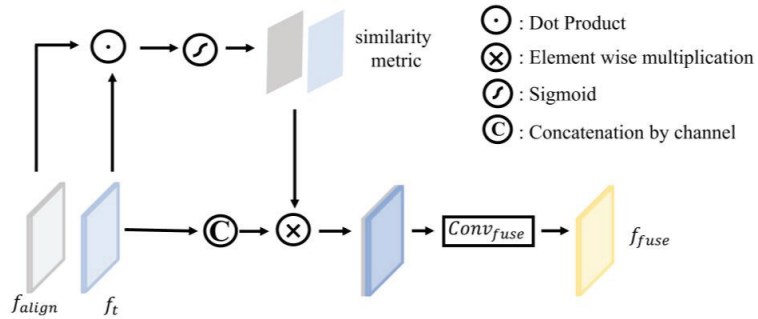 : Dot Product
similarity
metric
: Element wise multiplication
: Sigmoid
C : Concatenation by channel
C
Conv_fuse
f_fuse
f_align
f_t